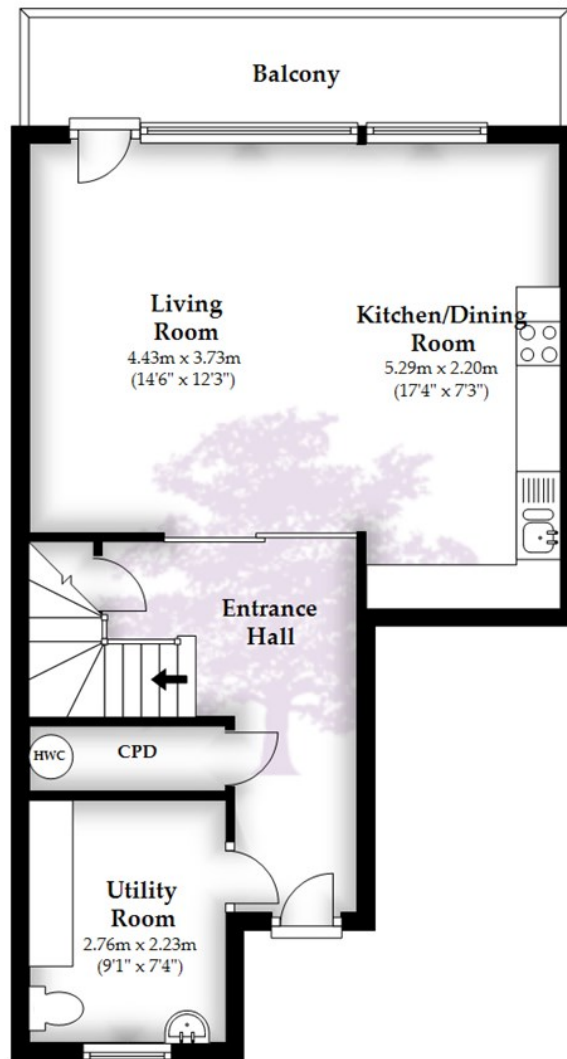 Balcony
Living
Room
4.43m x 3.73m
(14'6" x 12'3")
Kitchen/Dining
Room
5.29m x 2.20m
(17'4" x 7'3")
Entrance
Hall
HWC
CPD
Utility
Room
2.76m x 2.23m
(9'1" x 7'4")